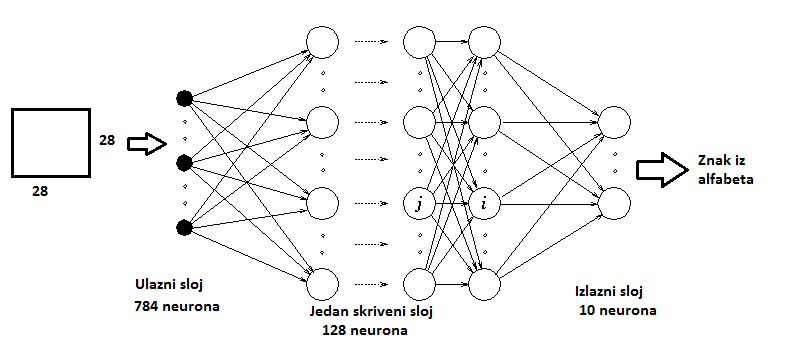 28
28
j
i
Znak iz
alfabeta
Ulazni sloj
784 neurona
Jedan skriveni sloj
128 neurona
Izlazni sloj
10 neurona